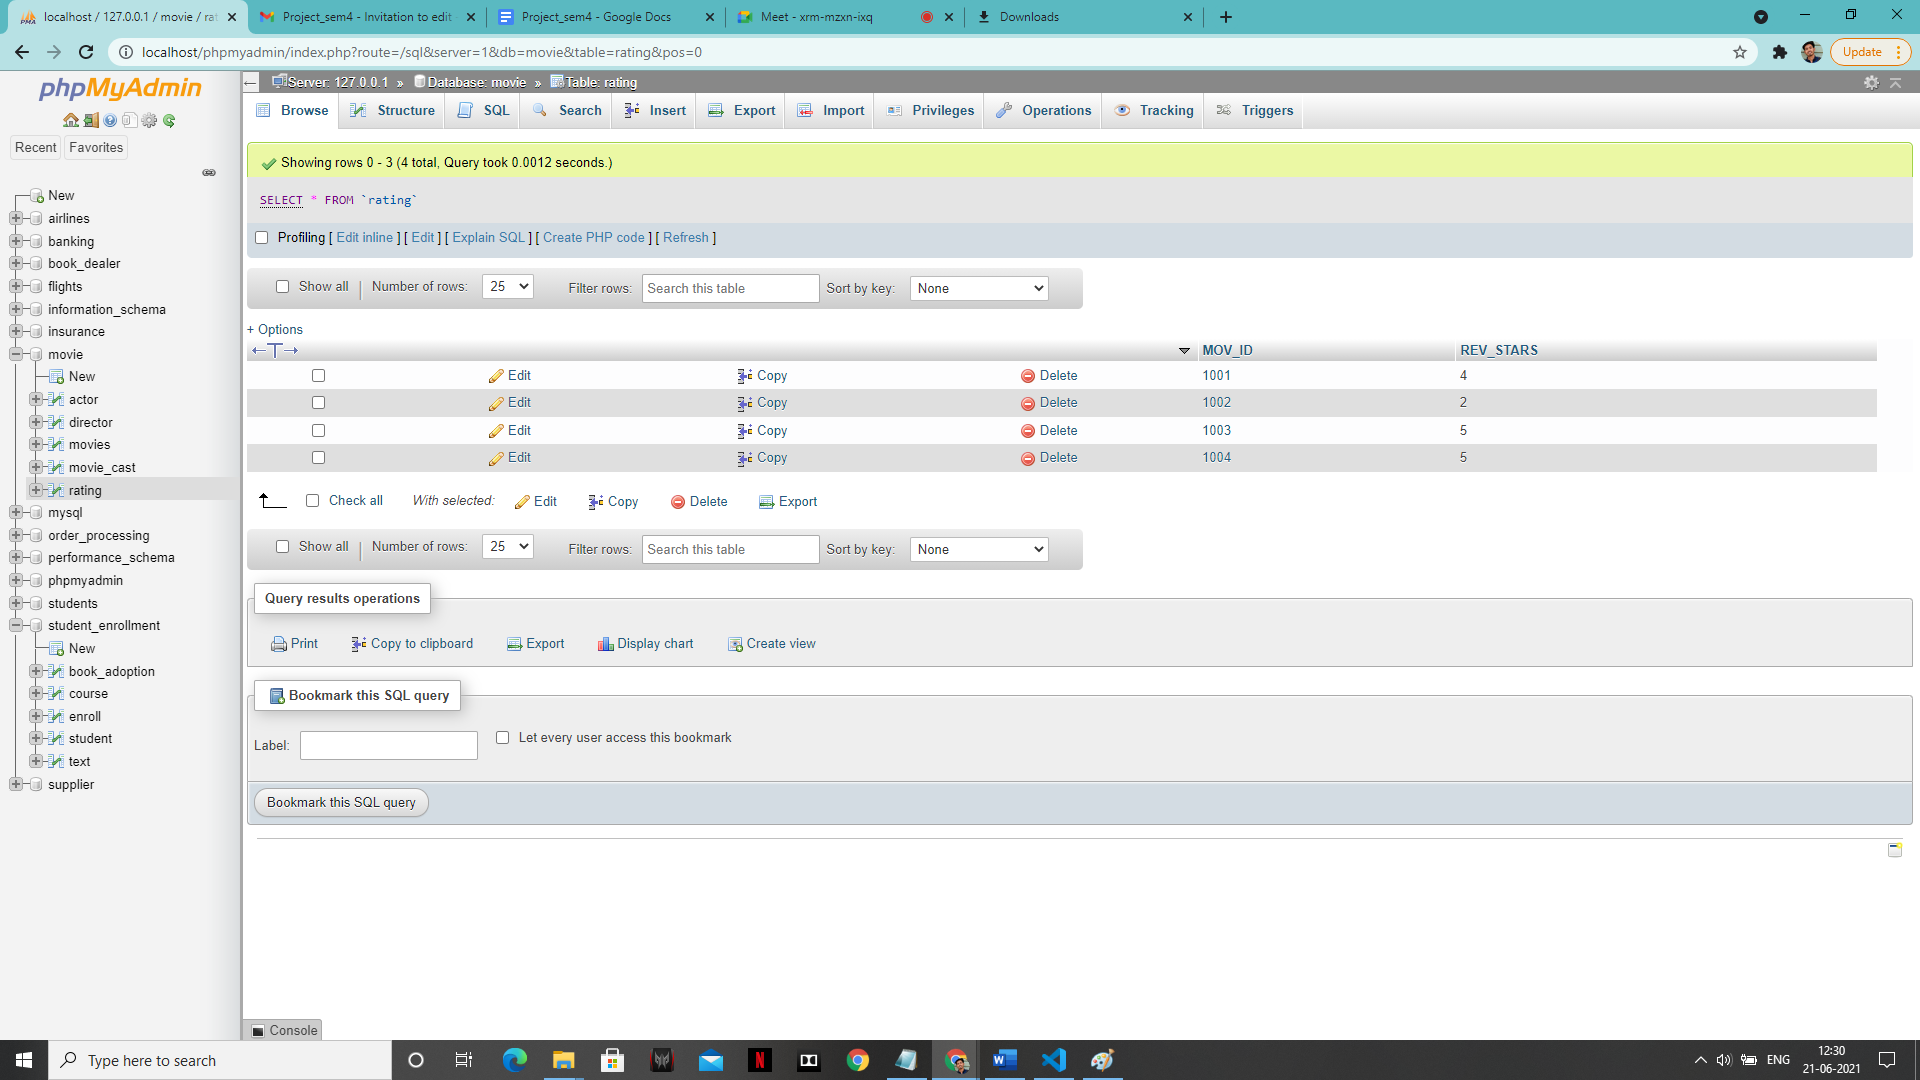 localhost / 127.0.0.1 / movie / rat
Project_sem4 - Invitation to edit
Project_sem4 - Google Docs
Meet - xrm-mzxn-ixq
Downloads
localhost/phpmyadmin/index.php?route=/sql&server=1&db=movie&table=rating&pos=0
Update
phpMyAdmin
Recent Favorites
New
airlines
banking
book_dealer
flights
information_schema
insurance
movie
New
actor
director
movies
movie_cast
rating
mysql
order_processing
performance_schema
phpmyadmin
students
student_enrollment
New
book_adoption
course
enroll
student
text
supplier
Server: 127.0.0.1 » Database: movie » Table: rating
Browse Structure SQL Search Insert Export Import Privileges Operations Tracking Triggers
Showing rows 0 - 3 (4 total, Query took 0.0012 seconds.)
SELECT * FROM `rating`
Profiling [ Edit inline ] [ Edit ] [ Explain SQL ] [ Create PHP code ] [ Refresh ]
Show all | Number of rows: 25 Filter rows: Search this table Sort by key: None
+ Options
←T→ MOV_ID REV_STARS
Edit Copy Delete 1001 4
Edit Copy Delete 1002 2
Edit Copy Delete 1003 5
Edit Copy Delete 1004 5
Check all With selected: Edit Copy Delete Export
Show all | Number of rows: 25 Filter rows: Search this table Sort by key: None
Query results operations
Print Copy to clipboard Export Display chart Create view
Bookmark this SQL query
Label: Let every user access this bookmark
Bookmark this SQL query
Console
Type here to search
ENG
12:30
21-06-2021